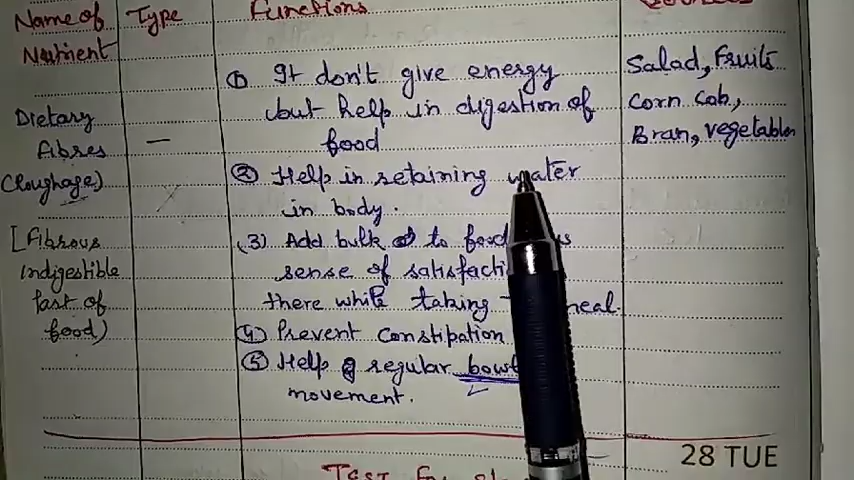 Name of Type Functions Sources
Nutrient
① It don't give energy Salad, Fruits
Dietary but help in digestion of Corn Cob,
Fibres — food Bran, vegetables
(Roughage) ② Help in retaining water
in body.
[Fibrous (3) Add bulk to food
indigestible sense of
part of there while taking meal.
food) ④ Prevent Constipation
⑤ Help regular
movement.
28 TUE
Test for